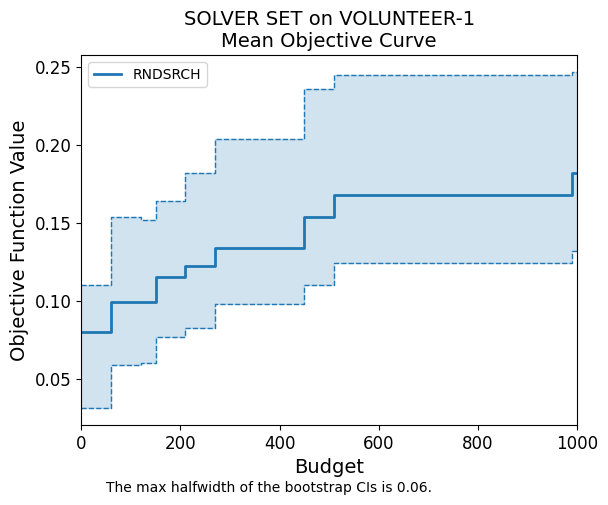 SOLVER SET on VOLUNTEER-1
Mean Objective Curve
RNDSRCH
Objective Function Value
0.25
0.20
0.15
0.10
0.05
0 200 400 600 800 1000
Budget
The max halfwidth of the bootstrap CIs is 0.06.